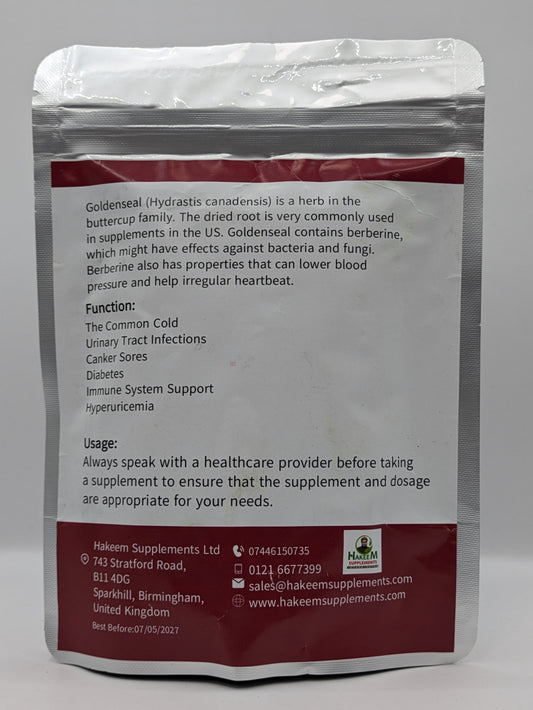 Goldenseal (Hydrastis canadensis) is a herb in the
buttercup family. The dried root is very commonly used
in supplements in the US. Goldenseal contains berberine,
which might have effects against bacteria and fungi.
Berberine also has properties that can lower blood
pressure and help irregular heartbeat.
Function:
The Common Cold
Urinary Tract Infections
Canker Sores
Diabetes
Immune System Support
Hyperuricemia
Usage:
Always speak with a healthcare provider before taking
a supplement to ensure that the supplement and dosage
are appropriate for your needs.
Hakeem Supplements Ltd
743 Stratford Road,
B11 4DG
Sparkhill, Birmingham,
United Kingdom
Best Before:07/05/2027
07446150735
0121 6677399
sales@hakeemsupplements.com
www.hakeemsupplements.com
HAKEEM
SUPPLEMENTS